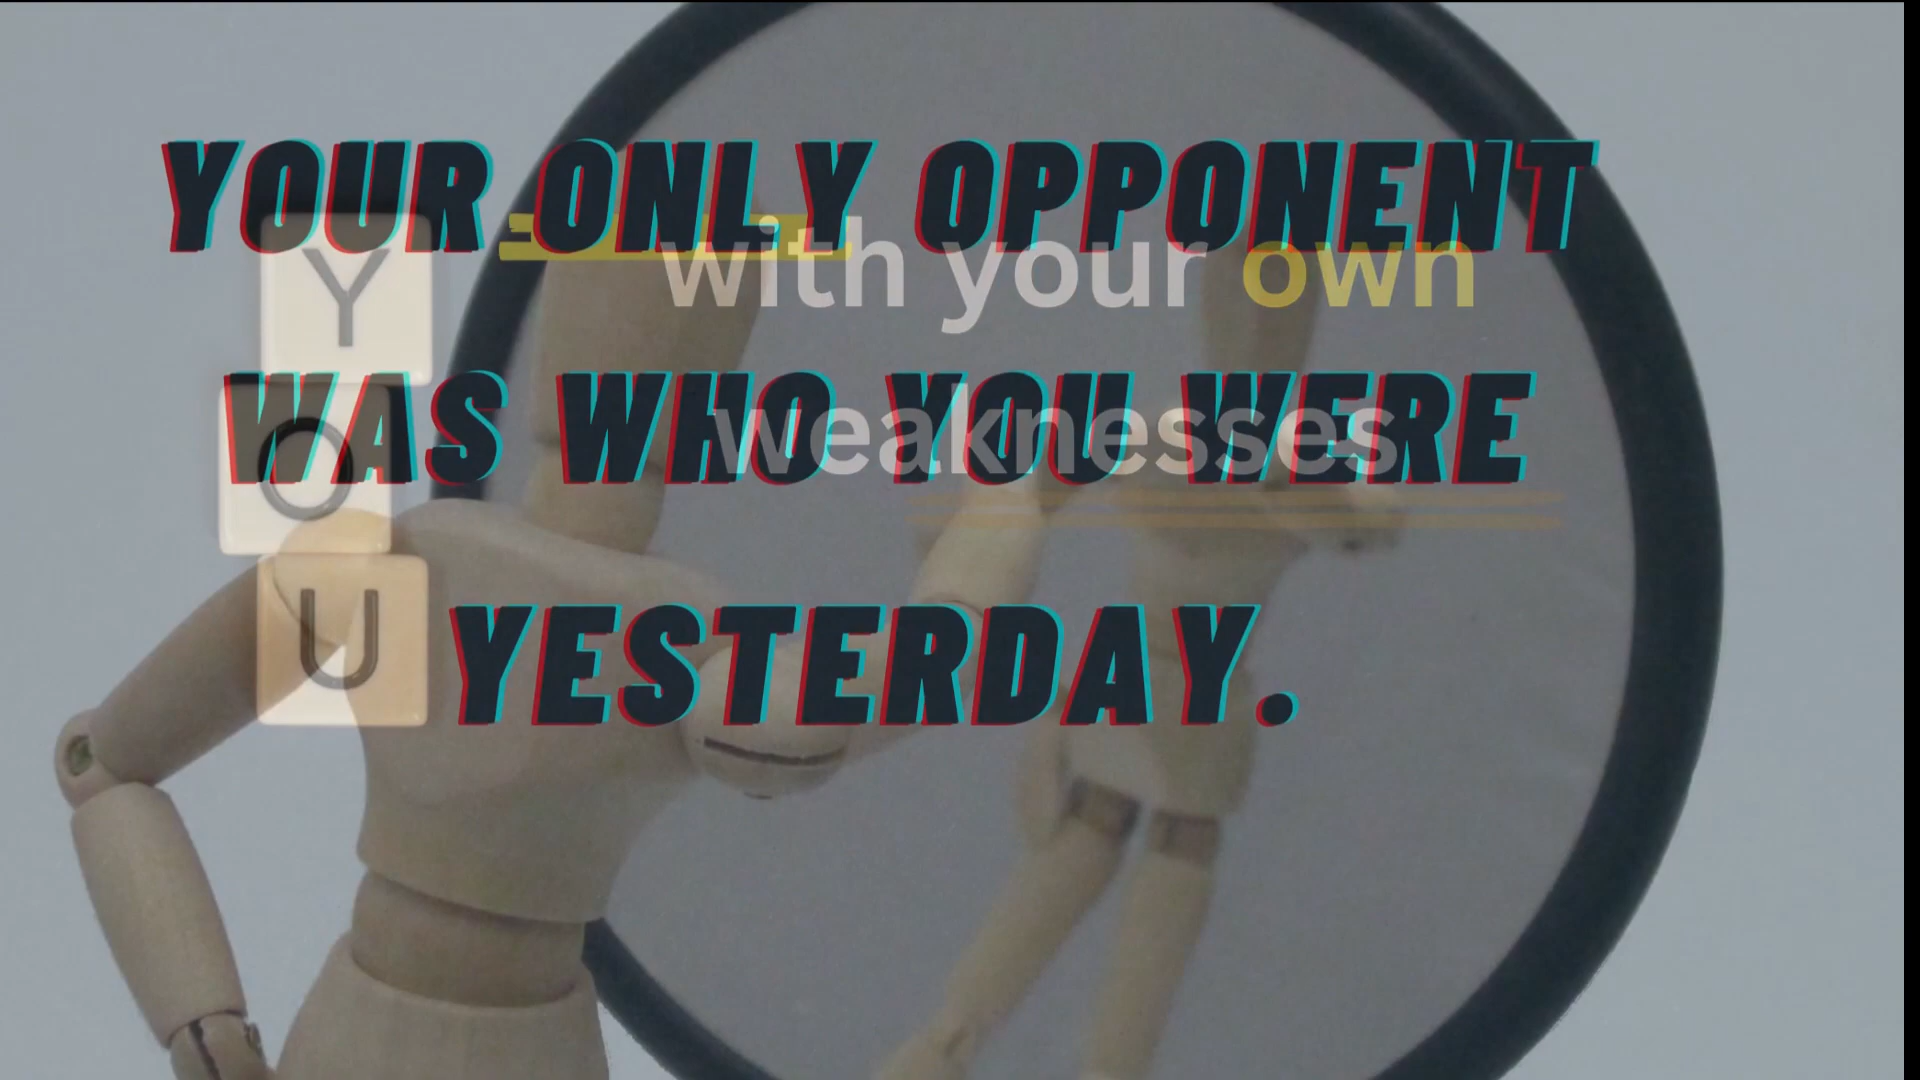 YOUR ONLY OPPONENT
with your own
WAS WHO YOU WERE
weaknesses
YESTERDAY.
Y
O
U